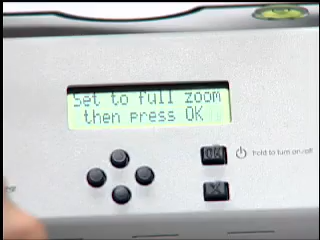 Set to full zoom
then press OK
OK
hold to turn on/off
X